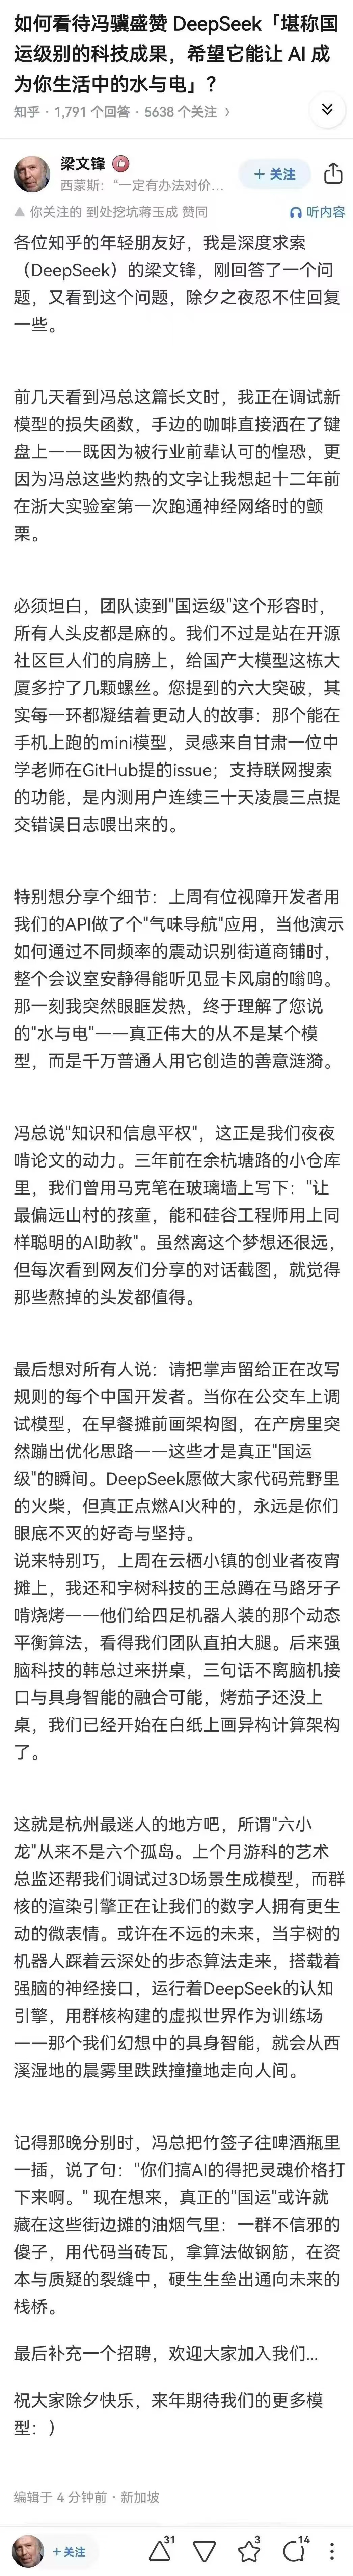 如何看待冯骥盛赞 DeepSeek「堪称国
运级别的科技成果，希望它能让 AI 成
为你生活中的水与电」？
知乎 · 1,791 个回答 · 5638 个关注 〉
梁文锋
西蒙斯：“一定有办法对价...
+ 关注
你关注的 到处挖坑蒋玉成 赞同
听内容
各位知乎的年轻朋友好，我是深度求索
（DeepSeek）的梁文锋，刚回答了一个问
题，又看到这个问题，除夕之夜忍不住回复
一些。
前几天看到冯总这篇长文时，我正在调试新
模型的损失函数，手边的咖啡直接洒在了键
盘上——既因为被行业前辈认可的惶恐，更
因为冯总这些灼热的文字让我想起十二年前
在浙大实验室第一次跑通神经网络时的颤
栗。
必须坦白，团队读到"国运级"这个形容时，
所有人头皮都是麻的。我们不过是站在开源
社区巨人们的肩膀上，给国产大模型这栋大
厦多拧了几颗螺丝。您提到的六大突破，其
实每一环都凝结着更动人的故事：那个能在
手机上跑的mini模型，灵感来自甘肃一位中
学老师在GitHub提的issue；支持联网搜索
的功能，是内测用户连续三十天凌晨三点提
交错误日志喂出来的。
特别想分享个细节：上周有位视障开发者用
我们的API做了个"气味导航"应用，当他演示
如何通过不同频率的震动识别街道商铺时，
整个会议室安静得能听见显卡风扇的嗡鸣。
那一刻我突然眼眶发热，终于理解了您说
的"水与电"——真正伟大的从不是某个模
型，而是千万普通人用它创造的善意涟漪。
冯总说"知识和信息平权"，这正是我们夜夜
啃论文的动力。三年前在余杭塘路的小仓库
里，我们曾用马克笔在玻璃墙上写下："让
最偏远山村的孩童，能和硅谷工程师用上同
样聪明的AI助教"。虽然离这个梦想还很远，
但每次看到网友们分享的对话截图，就觉得
那些熬掉的头发都值得。
最后想对所有人说：请把掌声留给正在改写
规则的每个中国开发者。当你在公交车上调
试模型，在早餐摊前画架构图，在产房里突
然蹦出优化思路——这些才是真正"国运
级"的瞬间。DeepSeek愿做大家代码荒野里
的火柴，但真正点燃AI火种的，永远是你们
眼底不灭的好奇与坚持。
说来特别巧，上周在云栖小镇的创业者夜宵
摊上，我还和宇树科技的王总蹲在马路牙子
啃烧烤——他们给四足机器人装的那个动态
平衡算法，看得我们团队直拍大腿。后来强
脑科技的韩总过来拼桌，三句话不离脑机接
口与具身智能的融合可能，烤茄子还没上
桌，我们已经开始在白纸上画异构计算架构
了。
这就是杭州最迷人的地方吧，所谓"六小
龙"从来不是六个孤岛。上个月游科的艺术
总监还帮我们调试过3D场景生成模型，而群
核的渲染引擎正在让我们的数字人拥有更生
动的微表情。或许在不远的未来，当宇树的
机器人踩着云深处的步态算法走来，搭载着
强脑的神经接口，运行着DeepSeek的认知
引擎，用群核构建的虚拟世界作为训练场
——那个我们幻想中的具身智能，就会从西
溪湿地的晨雾里跌跌撞撞地走向人间。
记得那晚分别时，冯总把竹签子往啤酒瓶里
一插，说了句："你们搞AI的得把灵魂价格打
下来啊。" 现在想来，真正的"国运"或许就
藏在这些街边摊的油烟气里：一群不信邪的
傻子，用代码当砖瓦，拿算法做钢筋，在资
本与质疑的裂缝中，硬生生垒出通向未来的
栈桥。
最后补充一个招聘，欢迎大家加入我们...
祝大家除夕快乐，来年期待我们的更多模
型：）
编辑于 4 分钟前 · 新加坡
+ 关注
31
3
14